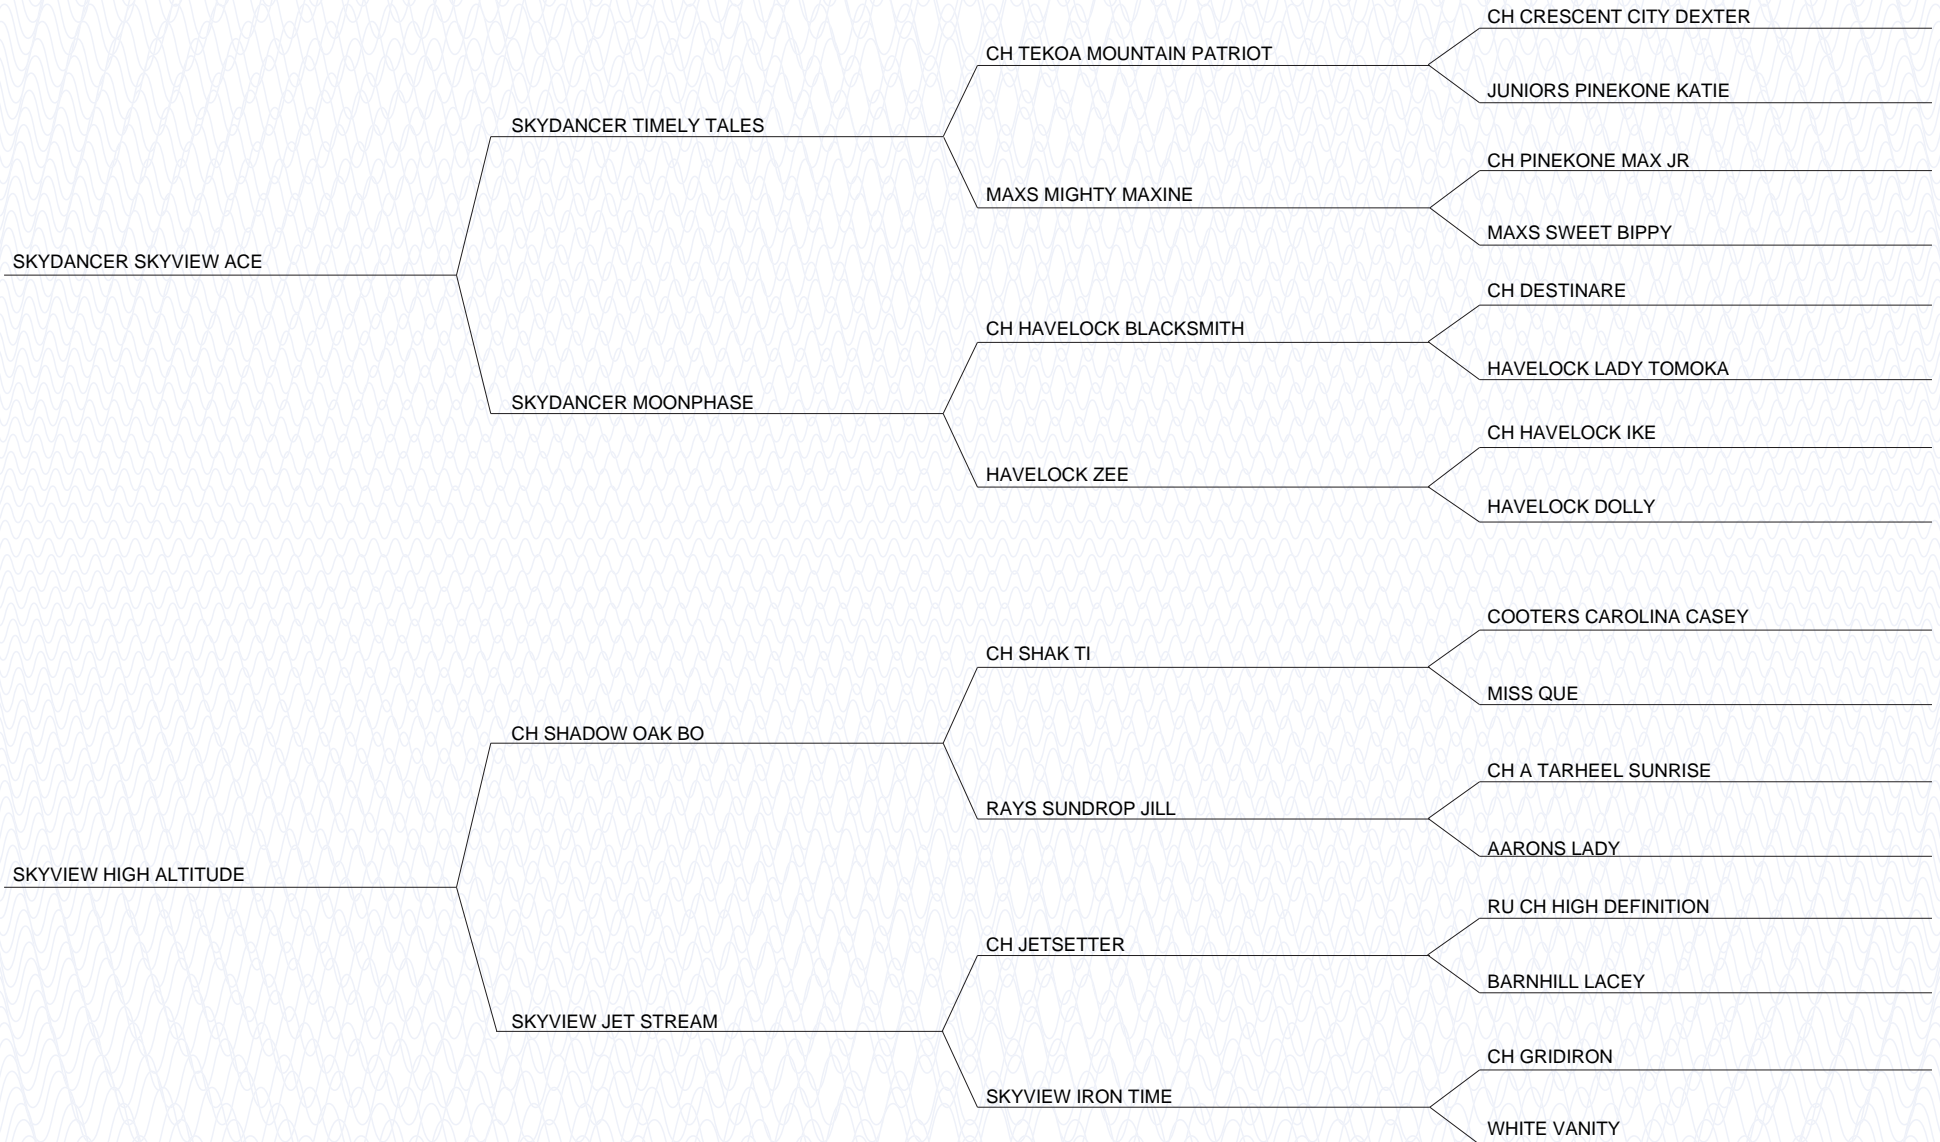 CH CRESCENT CITY DEXTER
CH TEKOA MOUNTAIN PATRIOT
JUNIORS PINEKONE KATIE
SKYDANCER TIMELY TALES
CH PINEKONE MAX JR
MAXS MIGHTY MAXINE
MAXS SWEET BIPPY
SKYDANCER SKYVIEW ACE
CH DESTINARE
CH HAVELOCK BLACKSMITH
HAVELOCK LADY TOMOKA
SKYDANCER MOONPHASE
CH HAVELOCK IKE
HAVELOCK ZEE
HAVELOCK DOLLY
COOTERS CAROLINA CASEY
CH SHAK TI
MISS QUE
CH SHADOW OAK BO
CH A TARHEEL SUNRISE
RAYS SUNDROP JILL
AARONS LADY
SKYVIEW HIGH ALTITUDE
RU CH HIGH DEFINITION
CH JETSETTER
BARNHILL LACEY
SKYVIEW JET STREAM
CH GRIDIRON
SKYVIEW IRON TIME
WHITE VANITY